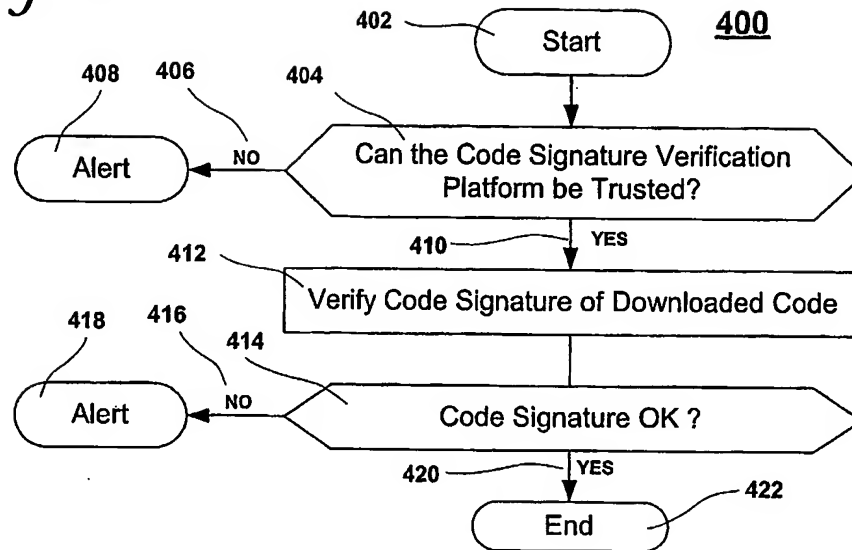 402
Start
400
408
406
404
Alert
NO
Can the Code Signature Verification
Platform be Trusted?
410
YES
412
Verify Code Signature of Downloaded Code
418
416
414
Alert
NO
Code Signature OK ?
420
YES
422
End